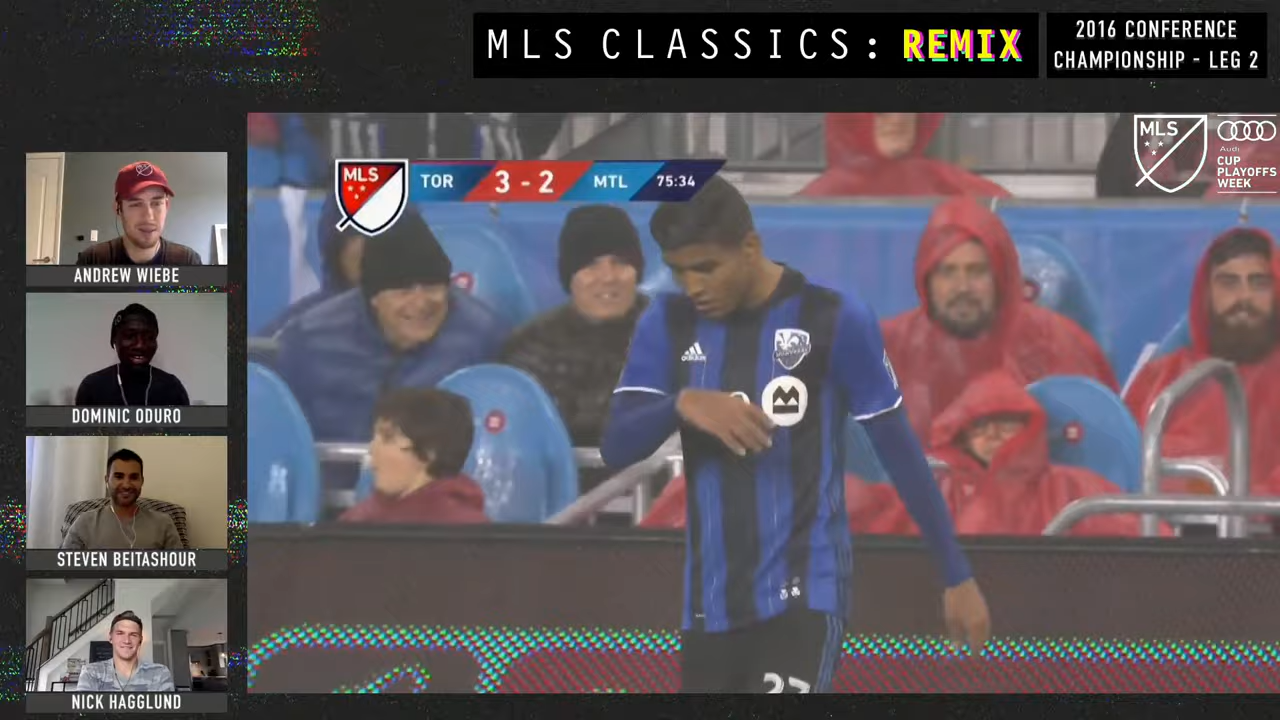 MLS CLASSICS: REMIX
2016 CONFERENCE
CHAMPIONSHIP - LEG 2
MLS
Audi
CUP
PLAYOFFS
WEEK
MLS
TOR 3 - 2 MTL 75:34
adidas
ANDREW WIEBE
DOMINIC ODURO
STEVEN BEITASHOUR
NICK HAGGLUND